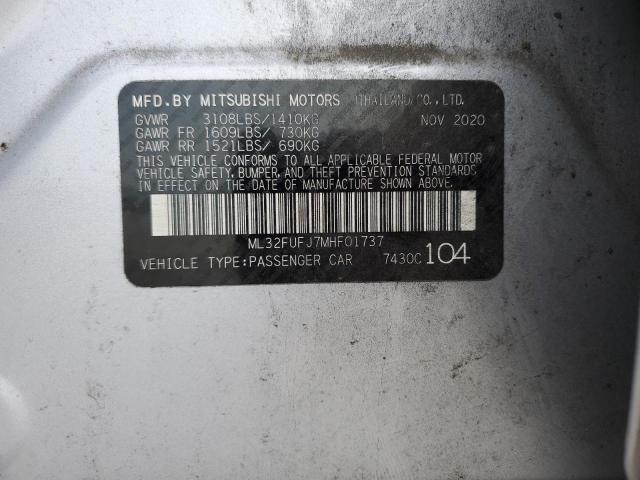 MFD.BY MITSUBISHI MOTORS (THAILAND)CO.,LTD.
GVWR 3108LBS/1410KG NOV 2020
GAWR FR 1609LBS/ 730KG
GAWR RR 1521LBS/ 690KG
THIS VEHICLE CONFORMS TO ALL APPLICABLE FEDERAL MOTOR
VEHICLE SAFETY, BUMPER, AND THEFT PREVENTION STANDARDS
IN EFFECT ON THE DATE OF MANUFACTURE SHOWN ABOVE.
ML32FUFJ7MHF01737
VEHICLE TYPE:PASSENGER CAR 7430C 104